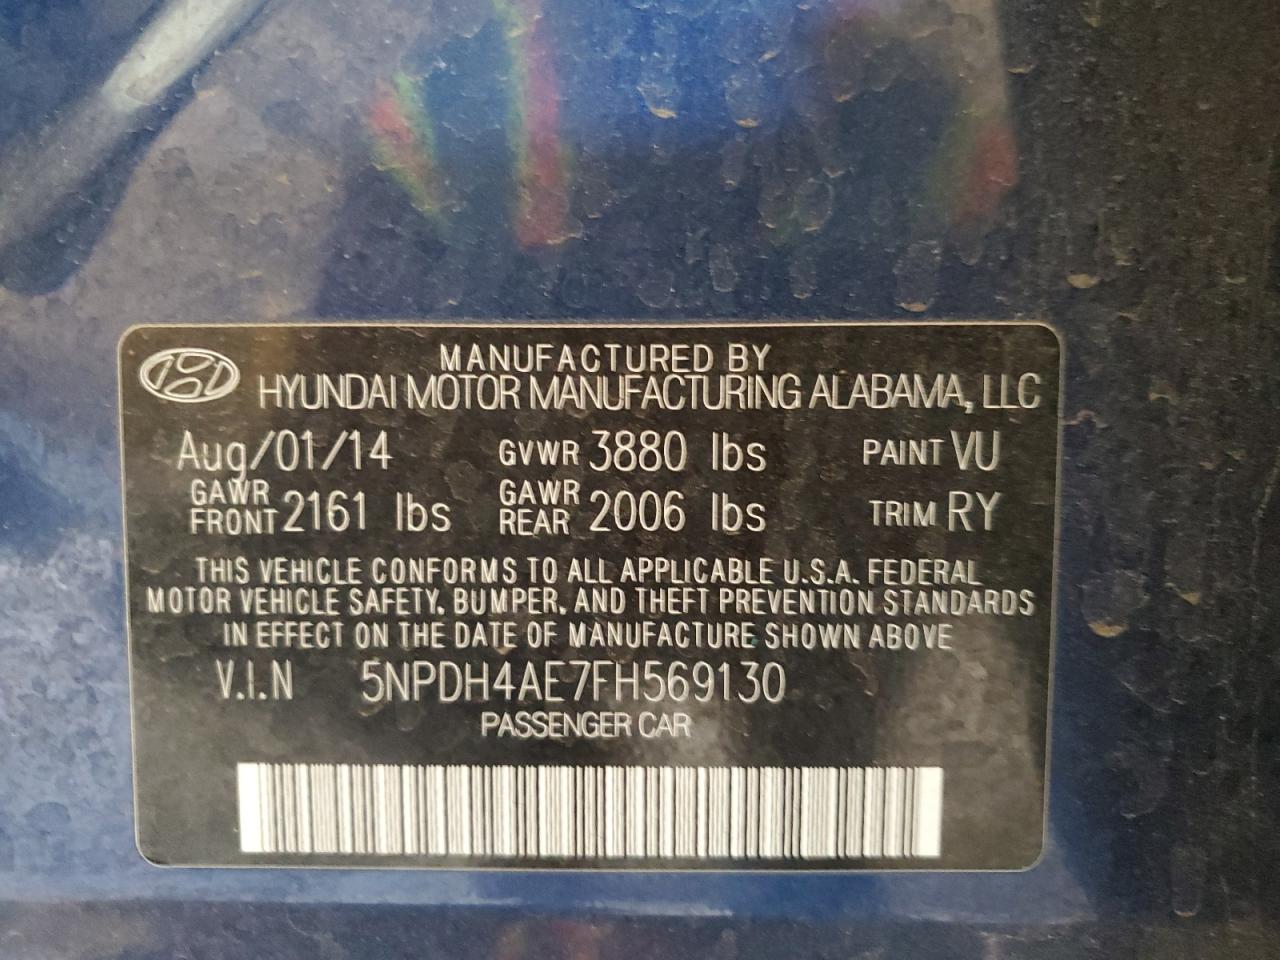 MANUFACTURED BY
HYUNDAI MOTOR MANUFACTURING ALABAMA, LLC
Aug/01/14 GVWR 3880 lbs PAINT VU
GAWR FRONT 2161 lbs GAWR REAR 2006 lbs TRIM RY
THIS VEHICLE CONFORMS TO ALL APPLICABLE U.S.A. FEDERAL
MOTOR VEHICLE SAFETY, BUMPER, AND THEFT PREVENTION STANDARDS
IN EFFECT ON THE DATE OF MANUFACTURE SHOWN ABOVE
V.I.N 5NPDH4AE7FH569130
PASSENGER CAR